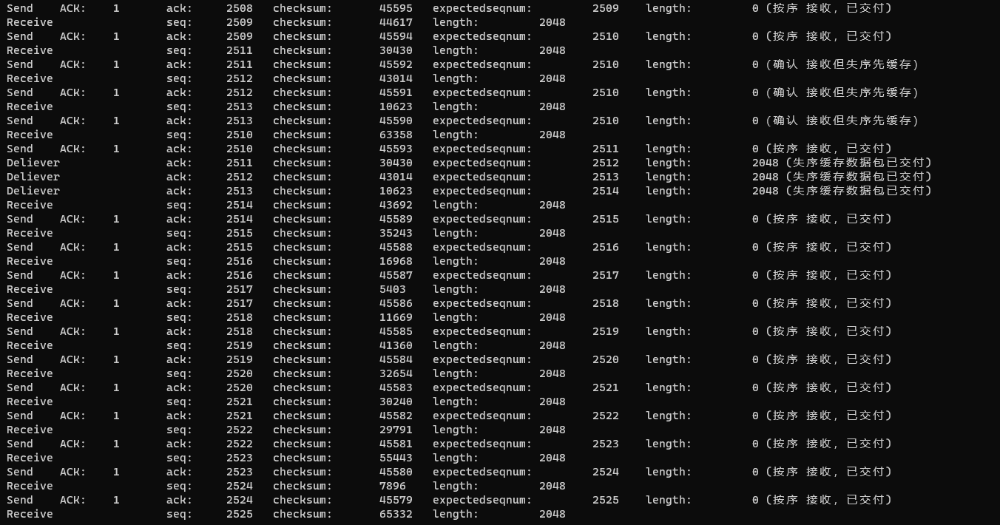 Send ACK: 1 ack: 2508 checksum: 45595 expectedseqnum: 2509 length: 0 (按序 接收, 已交付)
Receive seq: 2509 checksum: 44617 length: 2048
Send ACK: 1 ack: 2509 checksum: 45594 expectedseqnum: 2510 length: 0 (按序 接收, 已交付)
Receive seq: 2511 checksum: 30430 length: 2048
Send ACK: 1 ack: 2511 checksum: 45592 expectedseqnum: 2510 length: 0 (确认 接收但失序先缓存)
Receive seq: 2512 checksum: 43014 length: 2048
Send ACK: 1 ack: 2512 checksum: 45591 expectedseqnum: 2510 length: 0 (确认 接收但失序先缓存)
Receive seq: 2513 checksum: 10623 length: 2048
Send ACK: 1 ack: 2513 checksum: 45590 expectedseqnum: 2510 length: 0 (确认 接收但失序先缓存)
Receive seq: 2510 checksum: 63358 length: 2048
Send ACK: 1 ack: 2510 checksum: 45593 expectedseqnum: 2511 length: 0 (按序 接收, 已交付)
Deliever ack: 2511 checksum: 30430 expectedseqnum: 2512 length: 2048 (失序缓存数据包已交付)
Deliever ack: 2512 checksum: 43014 expectedseqnum: 2513 length: 2048 (失序缓存数据包已交付)
Deliever ack: 2513 checksum: 10623 expectedseqnum: 2514 length: 2048 (失序缓存数据包已交付)
Receive seq: 2514 checksum: 43692 length: 2048
Send ACK: 1 ack: 2514 checksum: 45589 expectedseqnum: 2515 length: 0 (按序 接收, 已交付)
Receive seq: 2515 checksum: 35243 length: 2048
Send ACK: 1 ack: 2515 checksum: 45588 expectedseqnum: 2516 length: 0 (按序 接收, 已交付)
Receive seq: 2516 checksum: 16968 length: 2048
Send ACK: 1 ack: 2516 checksum: 45587 expectedseqnum: 2517 length: 0 (按序 接收, 已交付)
Receive seq: 2517 checksum: 5403 length: 2048
Send ACK: 1 ack: 2517 checksum: 45586 expectedseqnum: 2518 length: 0 (按序 接收, 已交付)
Receive seq: 2518 checksum: 11669 length: 2048
Send ACK: 1 ack: 2518 checksum: 45585 expectedseqnum: 2519 length: 0 (按序 接收, 已交付)
Receive seq: 2519 checksum: 41360 length: 2048
Send ACK: 1 ack: 2519 checksum: 45584 expectedseqnum: 2520 length: 0 (按序 接收, 已交付)
Receive seq: 2520 checksum: 32654 length: 2048
Send ACK: 1 ack: 2520 checksum: 45583 expectedseqnum: 2521 length: 0 (按序 接收, 已交付)
Receive seq: 2521 checksum: 30240 length: 2048
Send ACK: 1 ack: 2521 checksum: 45582 expectedseqnum: 2522 length: 0 (按序 接收, 已交付)
Receive seq: 2522 checksum: 29791 length: 2048
Send ACK: 1 ack: 2522 checksum: 45581 expectedseqnum: 2523 length: 0 (按序 接收, 已交付)
Receive seq: 2523 checksum: 55443 length: 2048
Send ACK: 1 ack: 2523 checksum: 45580 expectedseqnum: 2524 length: 0 (按序 接收, 已交付)
Receive seq: 2524 checksum: 7896 length: 2048
Send ACK: 1 ack: 2524 checksum: 45579 expectedseqnum: 2525 length: 0 (按序 接收, 已交付)
Receive seq: 2525 checksum: 65332 length: 2048